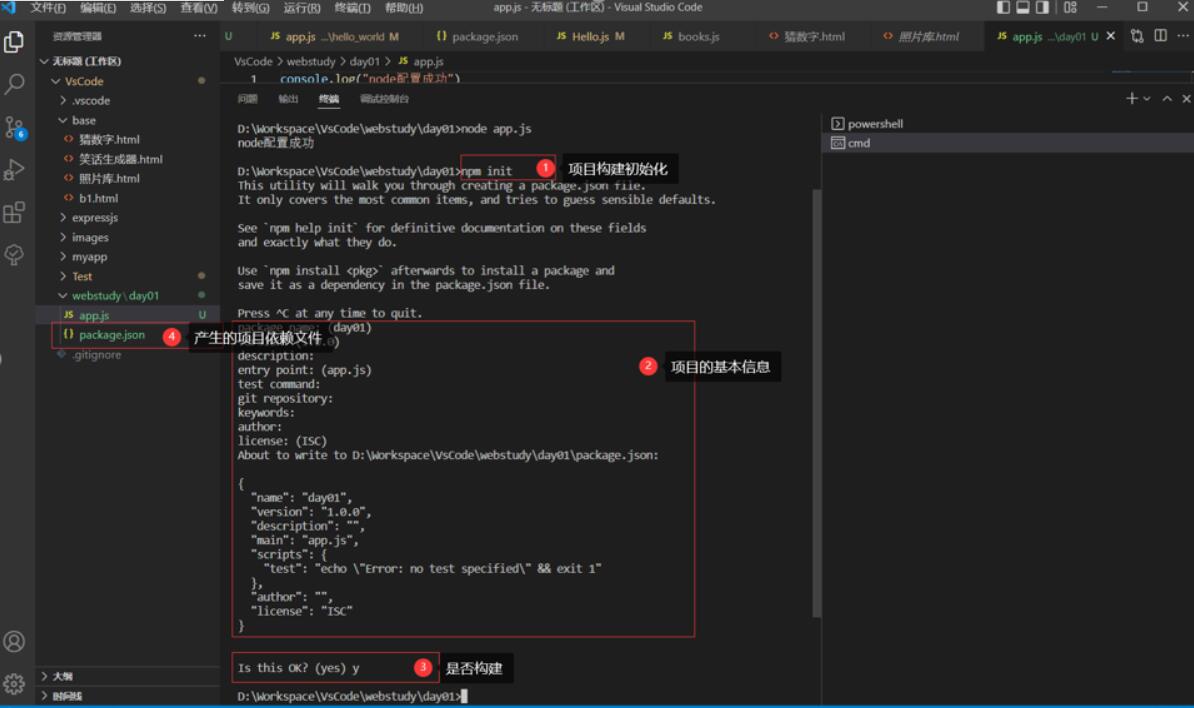 文件(F) 编辑(E) 选择(S) 查看(V) 转到(G) 运行(R) 终端(T) 帮助(H) app.js - 无标题 (工作区) - Visual Studio Code
资源管理器 ...
U JS app.js ...\hello_world M {} package.json JS Hello.js M JS books.js <> 猜数字.html <> 照片库.html JS app.js ...\day01 U
无标题 (工作区)
VsCode
.vscode
base
猜数字.html
笑话生成器.html
照片库.html
b1.html
expressjs
images
myapp
Test
webstudy\day01
JS app.js U
{} package.json
.gitignore
大纲
时间线
6
VsCode > webstudy > day01 > JS app.js
1 console.log("node配置成功")
问题 输出 终端 调试控制台
powershell
cmd
D:\Workspace\VsCode\webstudy\day01>node app.js
node配置成功
D:\Workspace\VsCode\webstudy\day01>npm init
1 项目构建初始化
This utility will walk you through creating a package.json file.
It only covers the most common items, and tries to guess sensible defaults.
See `npm help init` for definitive documentation on these fields
and exactly what they do.
Use `npm install <pkg>` afterwards to install a package and
save it as a dependency in the package.json file.
Press ^C at any time to quit.
package name: (day01)
4 产生的项目依赖文件
description:
entry point: (app.js)
2 项目的基本信息
test command:
git repository:
keywords:
author:
license: (ISC)
About to write to D:\Workspace\VsCode\webstudy\day01\package.json:
{
"name": "day01",
"version": "1.0.0",
"description": "",
"main": "app.js",
"scripts": {
"test": "echo \"Error: no test specified\" && exit 1"
},
"author": "",
"license": "ISC"
}
Is this OK? (yes) y
3 是否构建
D:\Workspace\VsCode\webstudy\day01>